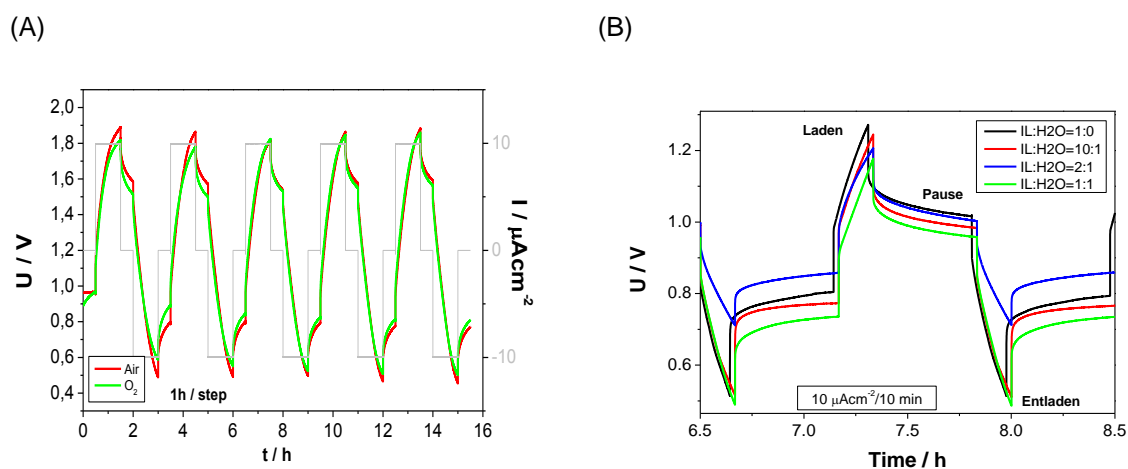 (A)
(B)
2,0
1,8
1,6
1,4
1,2
1,0
0,8
0,6
0,4
U / V
10
0
-10
I / μAcm-2
Air
O2
1h / step
0 2 4 6 8 10 12 14 16
t / h
1.2
1.0
0.8
0.6
U / V
Laden
Pause
Entladen
IL:H2O=1:0
IL:H2O=10:1
IL:H2O=2:1
IL:H2O=1:1
10 μAcm-2/10 min
6.5 7.0 7.5 8.0 8.5
Time / h